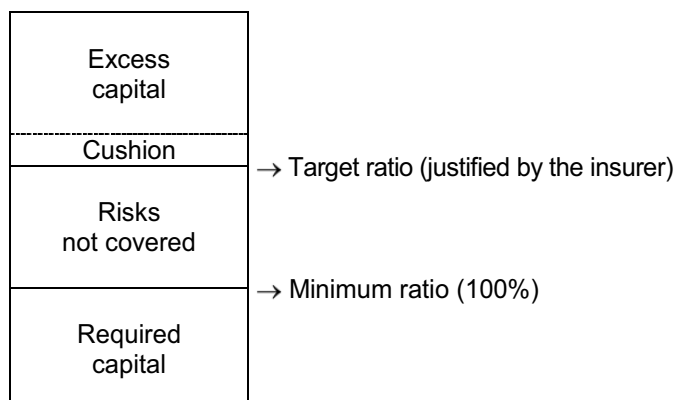 Excess
capital
Cushion
→ Target ratio (justified by the insurer)
Risks
not covered
→ Minimum ratio (100%)
Required
capital